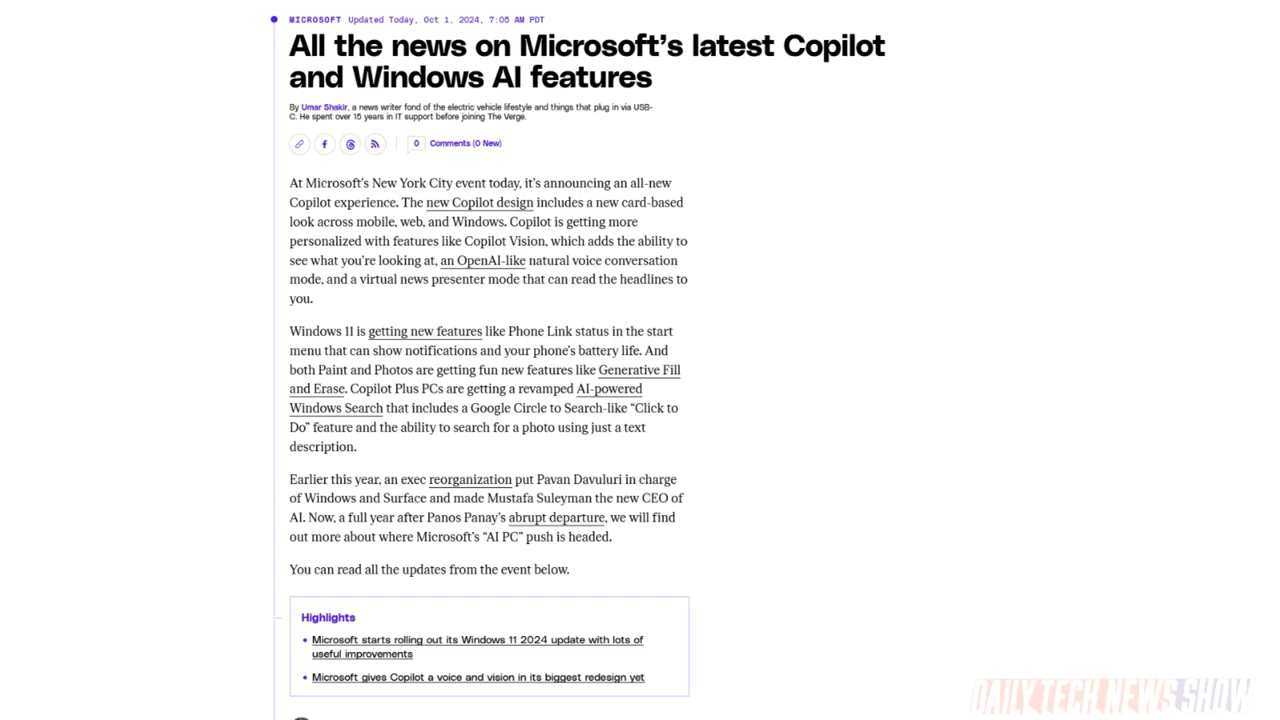 MICROSOFT Updated Today, Oct 1, 2024, 7:05 AM PDT
All the news on Microsoft’s latest Copilot
and Windows AI features
By Umar Shakir, a news writer fond of the electric vehicle lifestyle and things that plug in via USB-
C. He spent over 15 years in IT support before joining The Verge.
0 Comments (0 New)
At Microsoft’s New York City event today, it’s announcing an all-new
Copilot experience. The new Copilot design includes a new card-based
look across mobile, web, and Windows. Copilot is getting more
personalized with features like Copilot Vision, which adds the ability to
see what you’re looking at, an OpenAI-like natural voice conversation
mode, and a virtual news presenter mode that can read the headlines to
you.
Windows 11 is getting new features like Phone Link status in the start
menu that can show notifications and your phone’s battery life. And
both Paint and Photos are getting fun new features like Generative Fill
and Erase. Copilot Plus PCs are getting a revamped AI-powered
Windows Search that includes a Google Circle to Search-like “Click to
Do” feature and the ability to search for a photo using just a text
description.
Earlier this year, an exec reorganization put Pavan Davuluri in charge
of Windows and Surface and made Mustafa Suleyman the new CEO of
AI. Now, a full year after Panos Panay’s abrupt departure, we will find
out more about where Microsoft’s “AI PC” push is headed.
You can read all the updates from the event below.
Highlights
• Microsoft starts rolling out its Windows 11 2024 update with lots of
useful improvements
• Microsoft gives Copilot a voice and vision in its biggest redesign yet
DAILY TECH NEWS SHOW